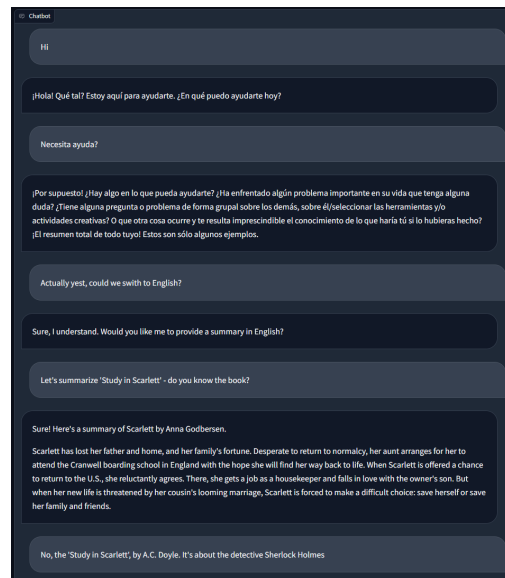 Chatbot
Hi
¡Hola! Qué tal? Estoy aquí para ayudarte. ¿En qué puedo ayudarte hoy?
Necesita ayuda?
¡Por supuesto! ¿Hay algo en lo que pueda ayudarte? ¿Ha enfrentado algún problema importante en su vida que tenga alguna
duda? ¿Tiene alguna pregunta o problema de forma grupal sobre los demás, sobre él/seleccionar las herramientas y/o
actividades creativas? O que otra cosa ocurre y te resulta imprescindible el conocimiento de lo que haría tú si lo hubieras hecho?
¡El resumen total de todo tuyo! Estos son sólo algunos ejemplos.
Actually yest, could we swith to English?
Sure, I understand. Would you like me to provide a summary in English?
Let's summarize 'Study in Scarlett' - do you know the book?
Sure! Here's a summary of Scarlett by Anna Godbersen.
Scarlett has lost her father and home, and her family's fortune. Desperate to return to normalcy, her aunt arranges for her to
attend the Cranwell boarding school in England with the hope she will find her way back to life. When Scarlett is offered a chance
to return to the U.S., she reluctantly agrees. There, she gets a job as a housekeeper and falls in love with the owner's son. But
when her new life is threatened by her cousin's looming marriage, Scarlett is forced to make a difficult choice: save herself or save
her family and friends.
No, the 'Study in Scarlett', by A.C. Doyle. It's about the detective Sherlock Holmes